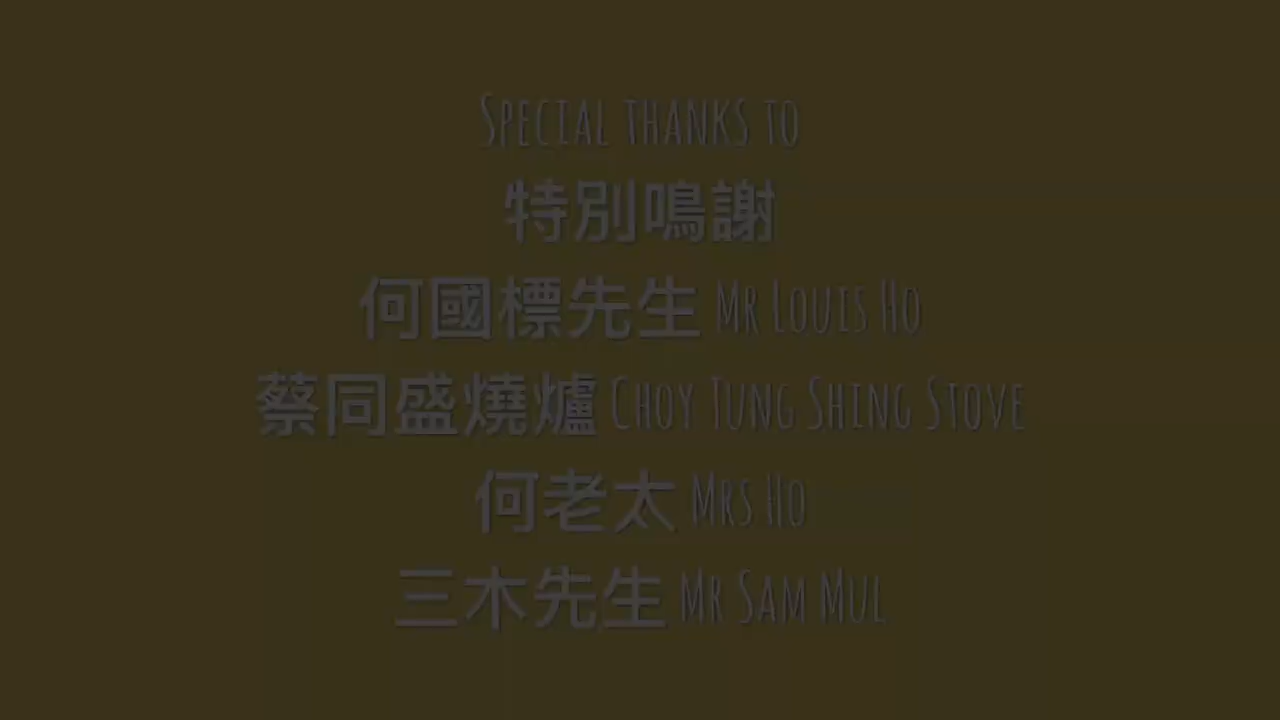 Special thanks to
特別鳴謝
何國標先生 Mr Louis Ho
蔡同盛燒爐 Choy Tung Shing Stove
何老太 Mrs Ho
三木先生 Mr Sam Mul